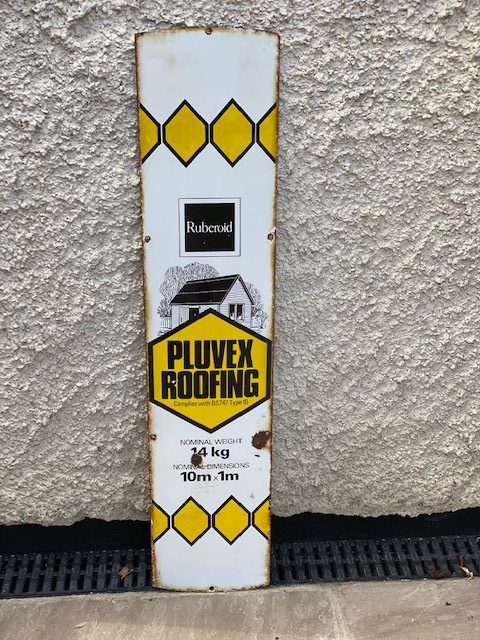 Ruberoid
PLUVEX
ROOFING
Complies with BS747 Type 1B
NOMINAL WEIGHT
14 kg
NOMINAL DIMENSIONS
10m x 1m